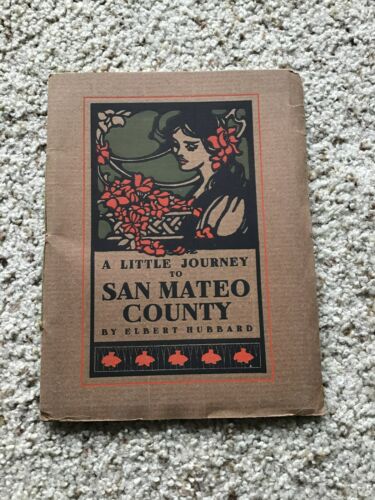 A LITTLE JOURNEY
TO
SAN MATEO
COUNTY
BY ELBERT HUBBARD